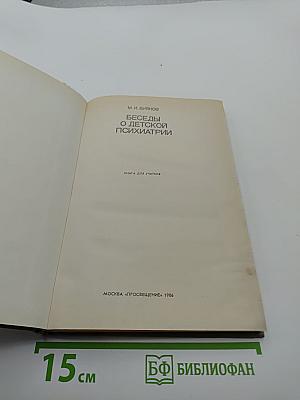 М. И. БУЯНОВ
БЕСЕДЫ
О ДЕТСКОЙ
ПСИХИАТРИИ
КНИГА ДЛЯ УЧИТЕЛЯ
МОСКВА «ПРОСВЕЩЕНИЕ» 1986
15 см
БФ БИБЛИОФАН